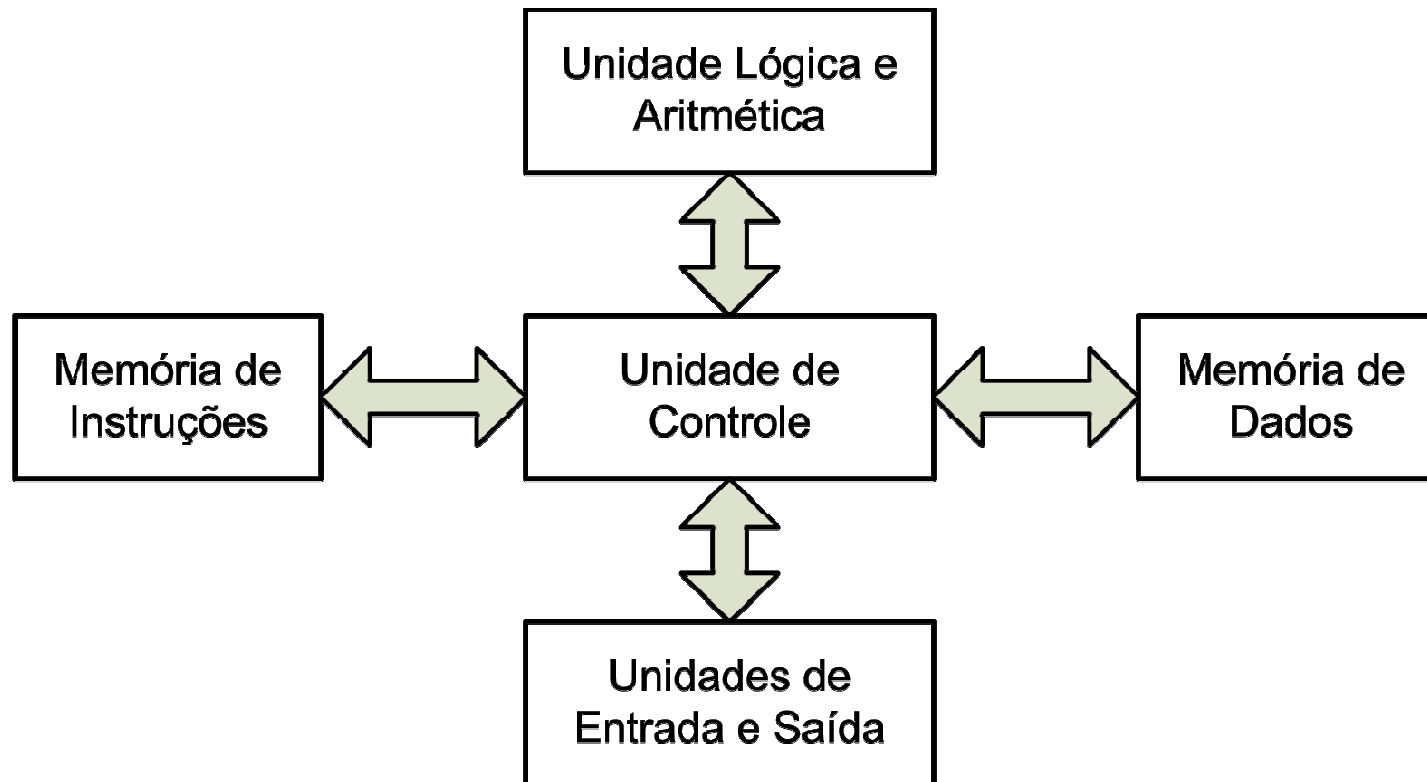 Unidade Lógica e
Aritmética
Memória de
Instruções
Unidade de
Controle
Memória de
Dados
Unidades de
Entrada e Saída